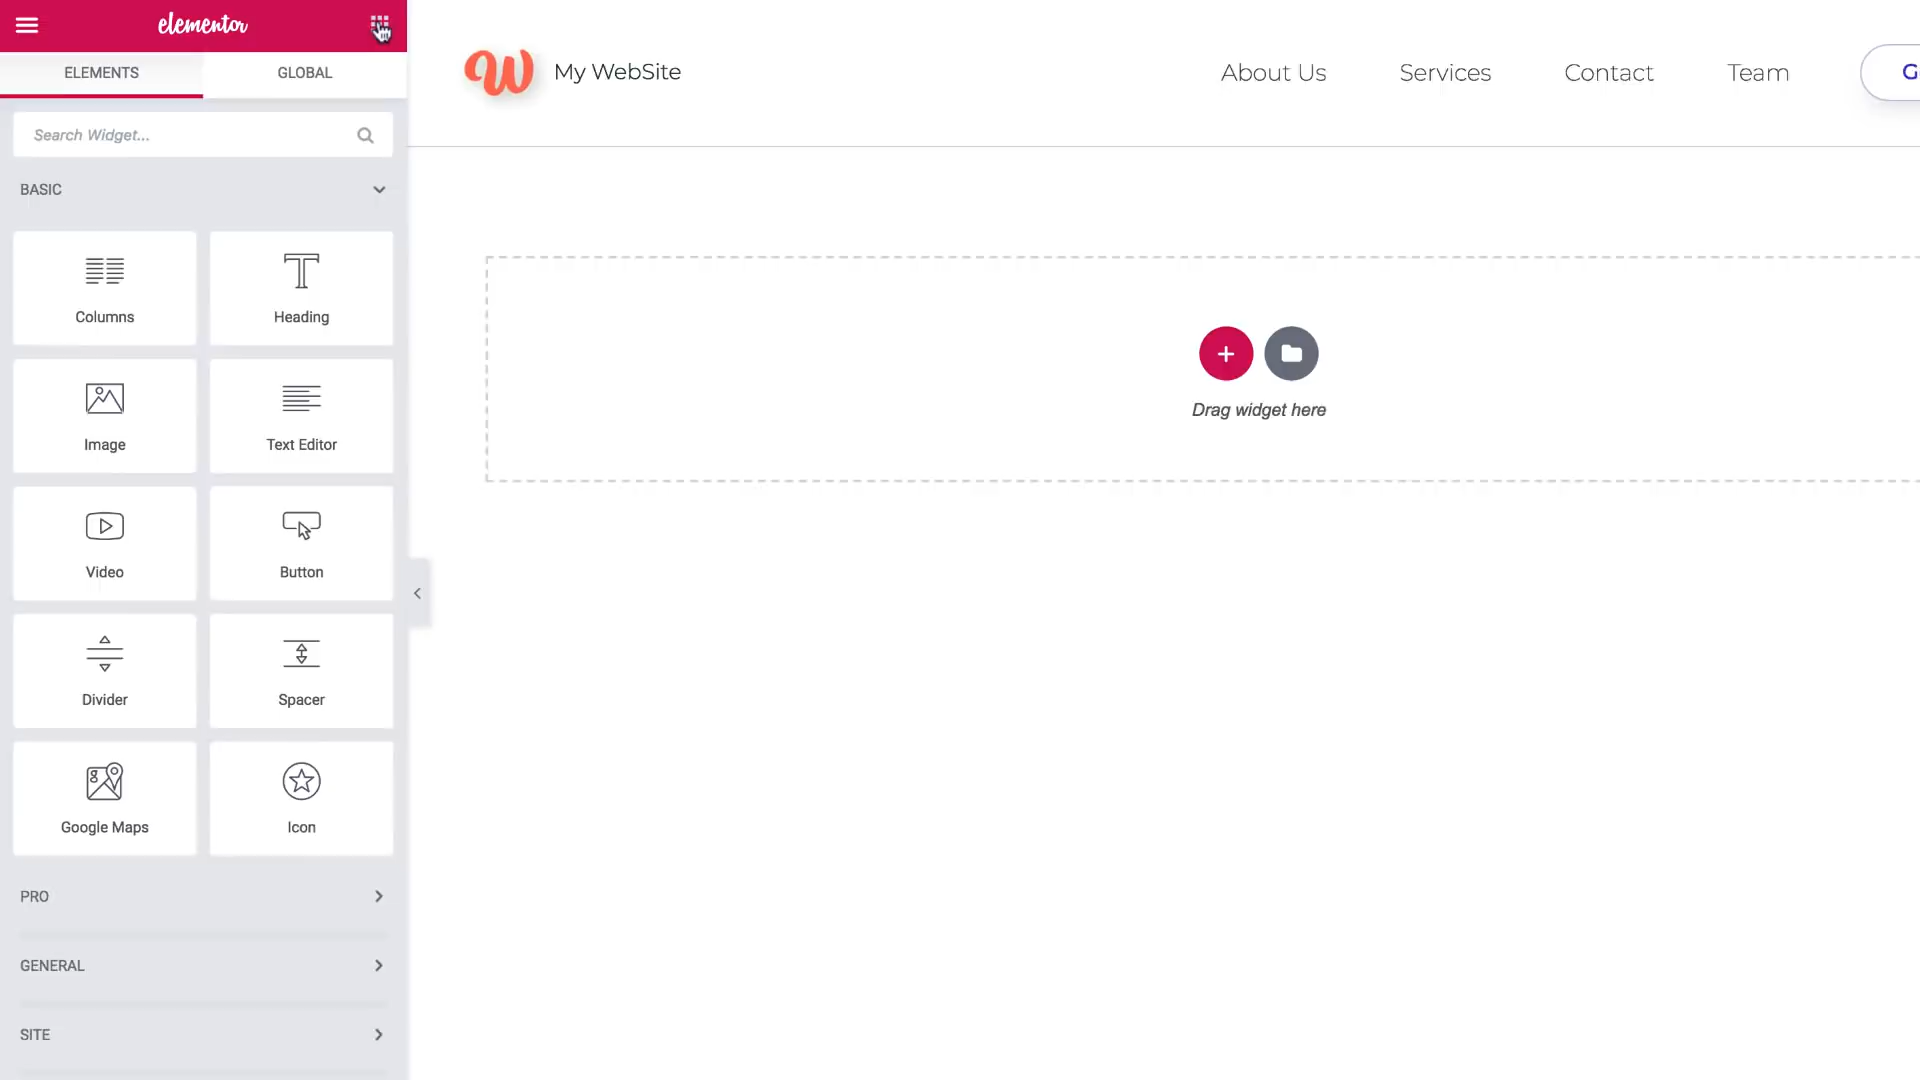 elementor
ELEMENTS
GLOBAL
Search Widget...
BASIC
Columns
Heading
Image
Text Editor
Video
Button
Divider
Spacer
Google Maps
Icon
PRO
GENERAL
SITE
W
My WebSite
About Us
Services
Contact
Team
Drag widget here